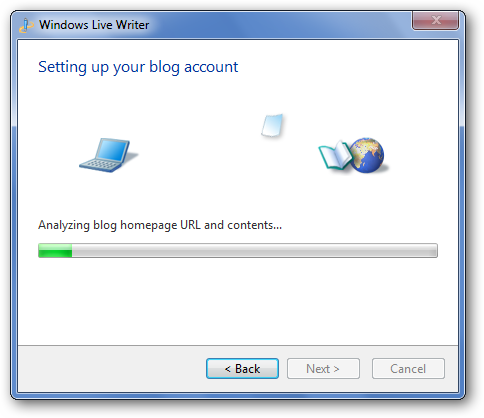 Windows Live Writer
Setting up your blog account
Analyzing blog homepage URL and contents...
< Back
Next >
Cancel